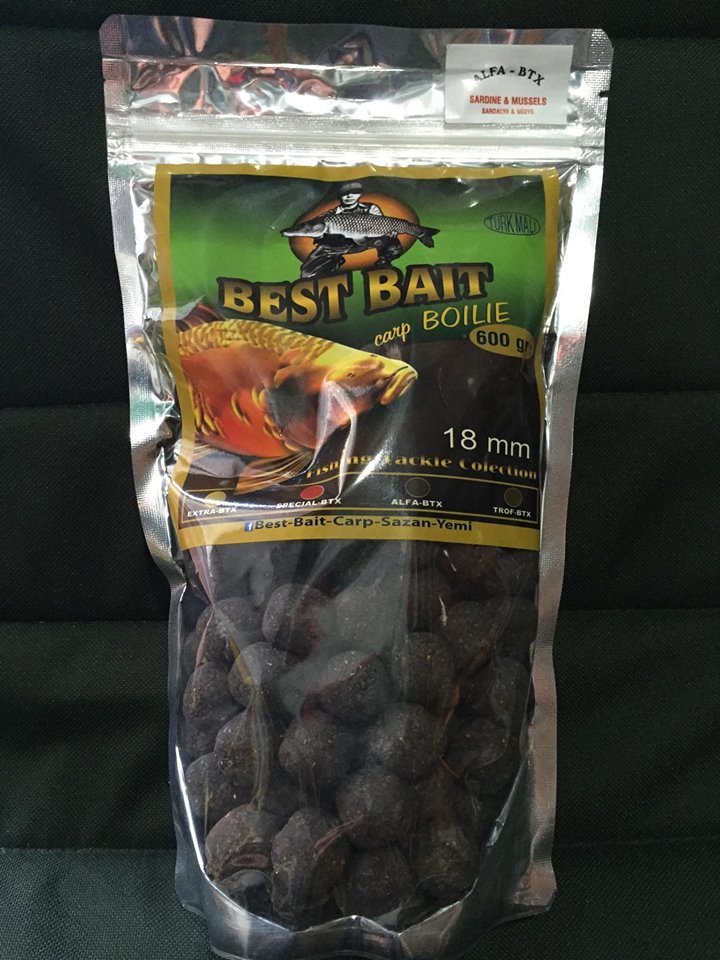 ALFA - BTX
SARDINE & MUSSELS
SARDALYA & MİDYE
TÜRK MALI
BEST BAIT
carp BOILIE
600 gr
18 mm
Fishing Tackle Colection
EXTRA-BTX SPECIAL-BTX ALFA-BTX TROF-BTX
f Best-Bait-Carp-Sazan-Yemi